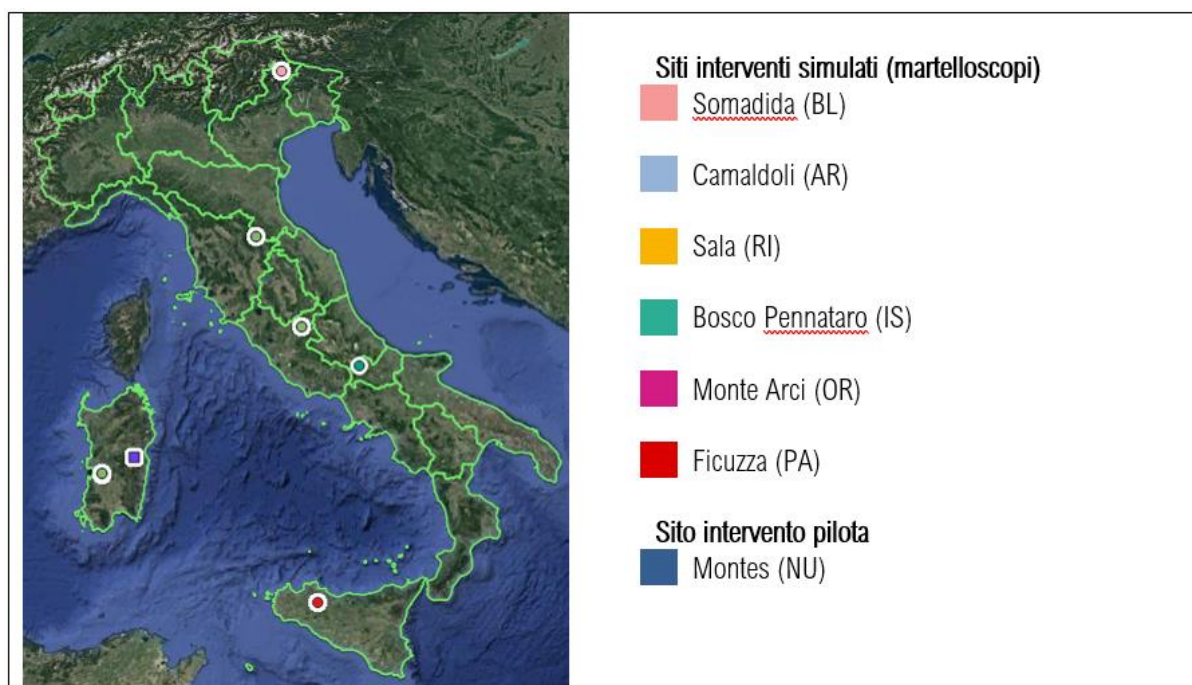 Siti interventi simulati (martelloscopi)
Somadida (BL)
Camaldoli (AR)
Sala (RI)
Bosco Pennataro (IS)
Monte Arci (OR)
Ficuzza (PA)
Sito intervento pilota
Montes (NU)